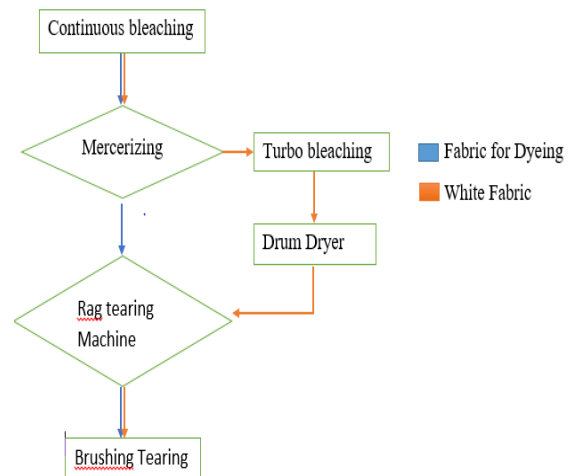 Continuous bleaching
Mercerizing
Turbo bleaching
Fabric for Dyeing
White Fabric
Drum Dryer
Rag tearing
Machine
Brushing Tearing